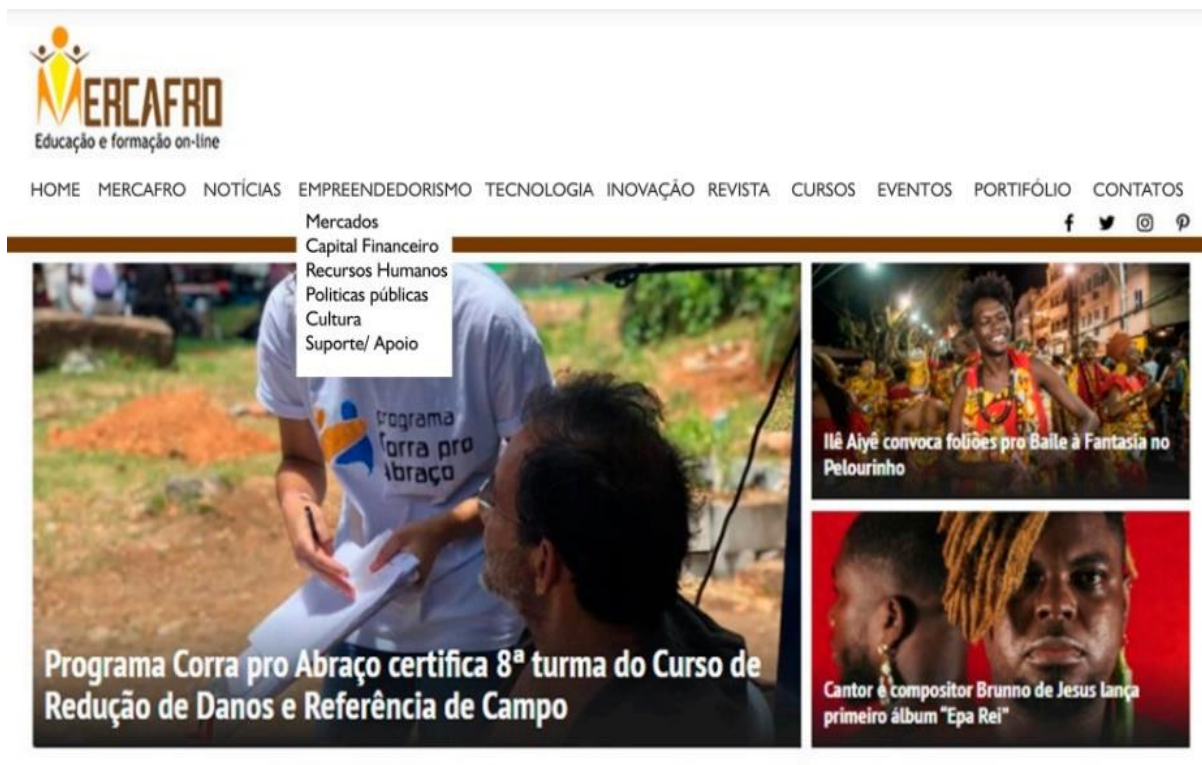 MERCAFRO
Educação e formação on-line
HOME MERCAFRO NOTÍCIAS EMPREENDEDORISMO TECNOLOGIA INOVAÇÃO REVISTA CURSOS EVENTOS PORTIFÓLIO CONTATOS
Mercados
Capital Financeiro
Recursos Humanos
Politicas públicas
Cultura
Suporte/ Apoio
programa
Corra pro
Abraço
Programa Corra pro Abraço certifica 8ª turma do Curso de
Redução de Danos e Referência de Campo
Ilê Aiyê convoca foliões pro Baile à Fantasia no
Pelourinho
Cantor e compositor Brunno de Jesus lança
primeiro álbum "Epa Rei"